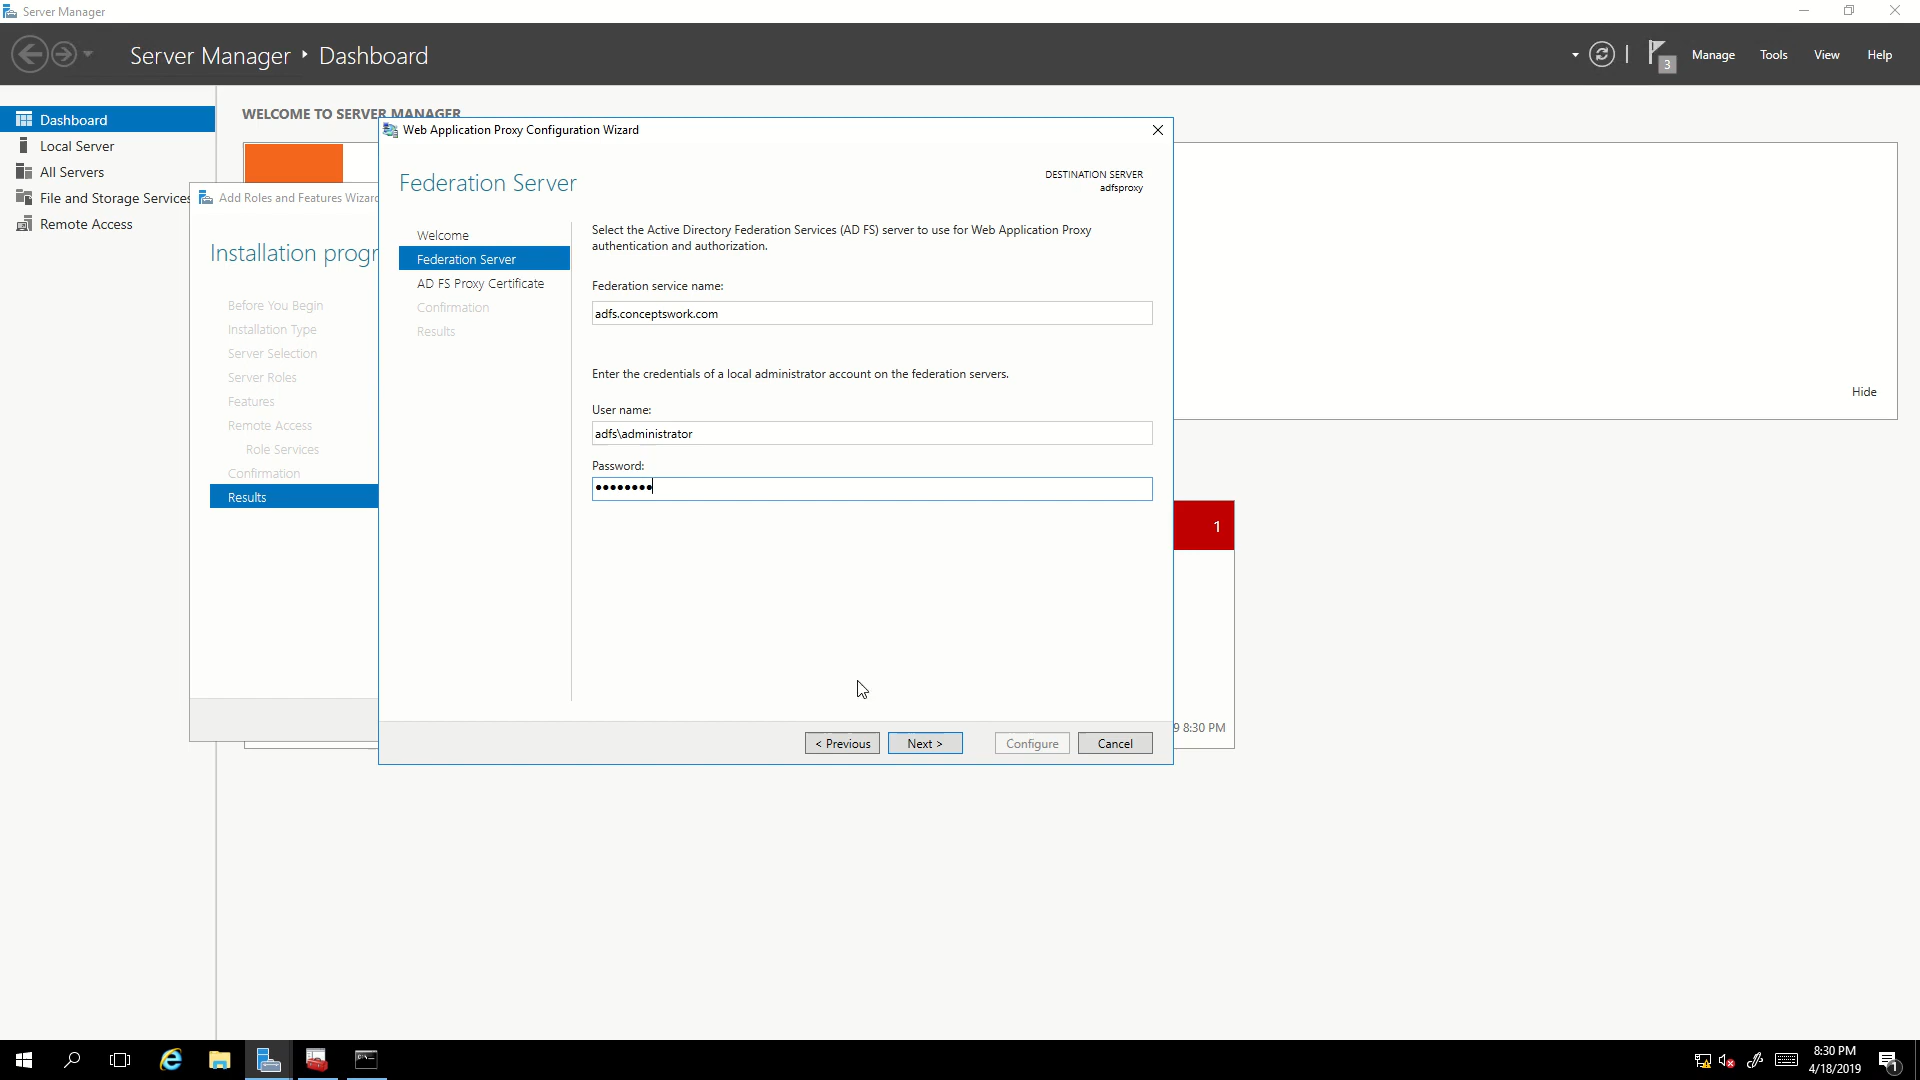 Server Manager
Server Manager
Dashboard
3
Manage
Tools
View
Help
Dashboard
Local Server
All Servers
File and Storage Services
Remote Access
WELCOME TO SERVER MANAGER
Hide
1
9 8:30 PM
Add Roles and Features Wizard
Installation progr
Before You Begin
Installation Type
Server Selection
Server Roles
Features
Remote Access
Role Services
Confirmation
Results
Web Application Proxy Configuration Wizard
Federation Server
DESTINATION SERVER
adfsproxy
Welcome
Federation Server
AD FS Proxy Certificate
Confirmation
Results
Select the Active Directory Federation Services (AD FS) server to use for Web Application Proxy
authentication and authorization.
Federation service name:
adfs.conceptswork.com
Enter the credentials of a local administrator account on the federation servers.
User name:
adfs\administrator
Password:
●●●●●●●●
< Previous
Next >
Configure
Cancel
8:30 PM
4/18/2019
1